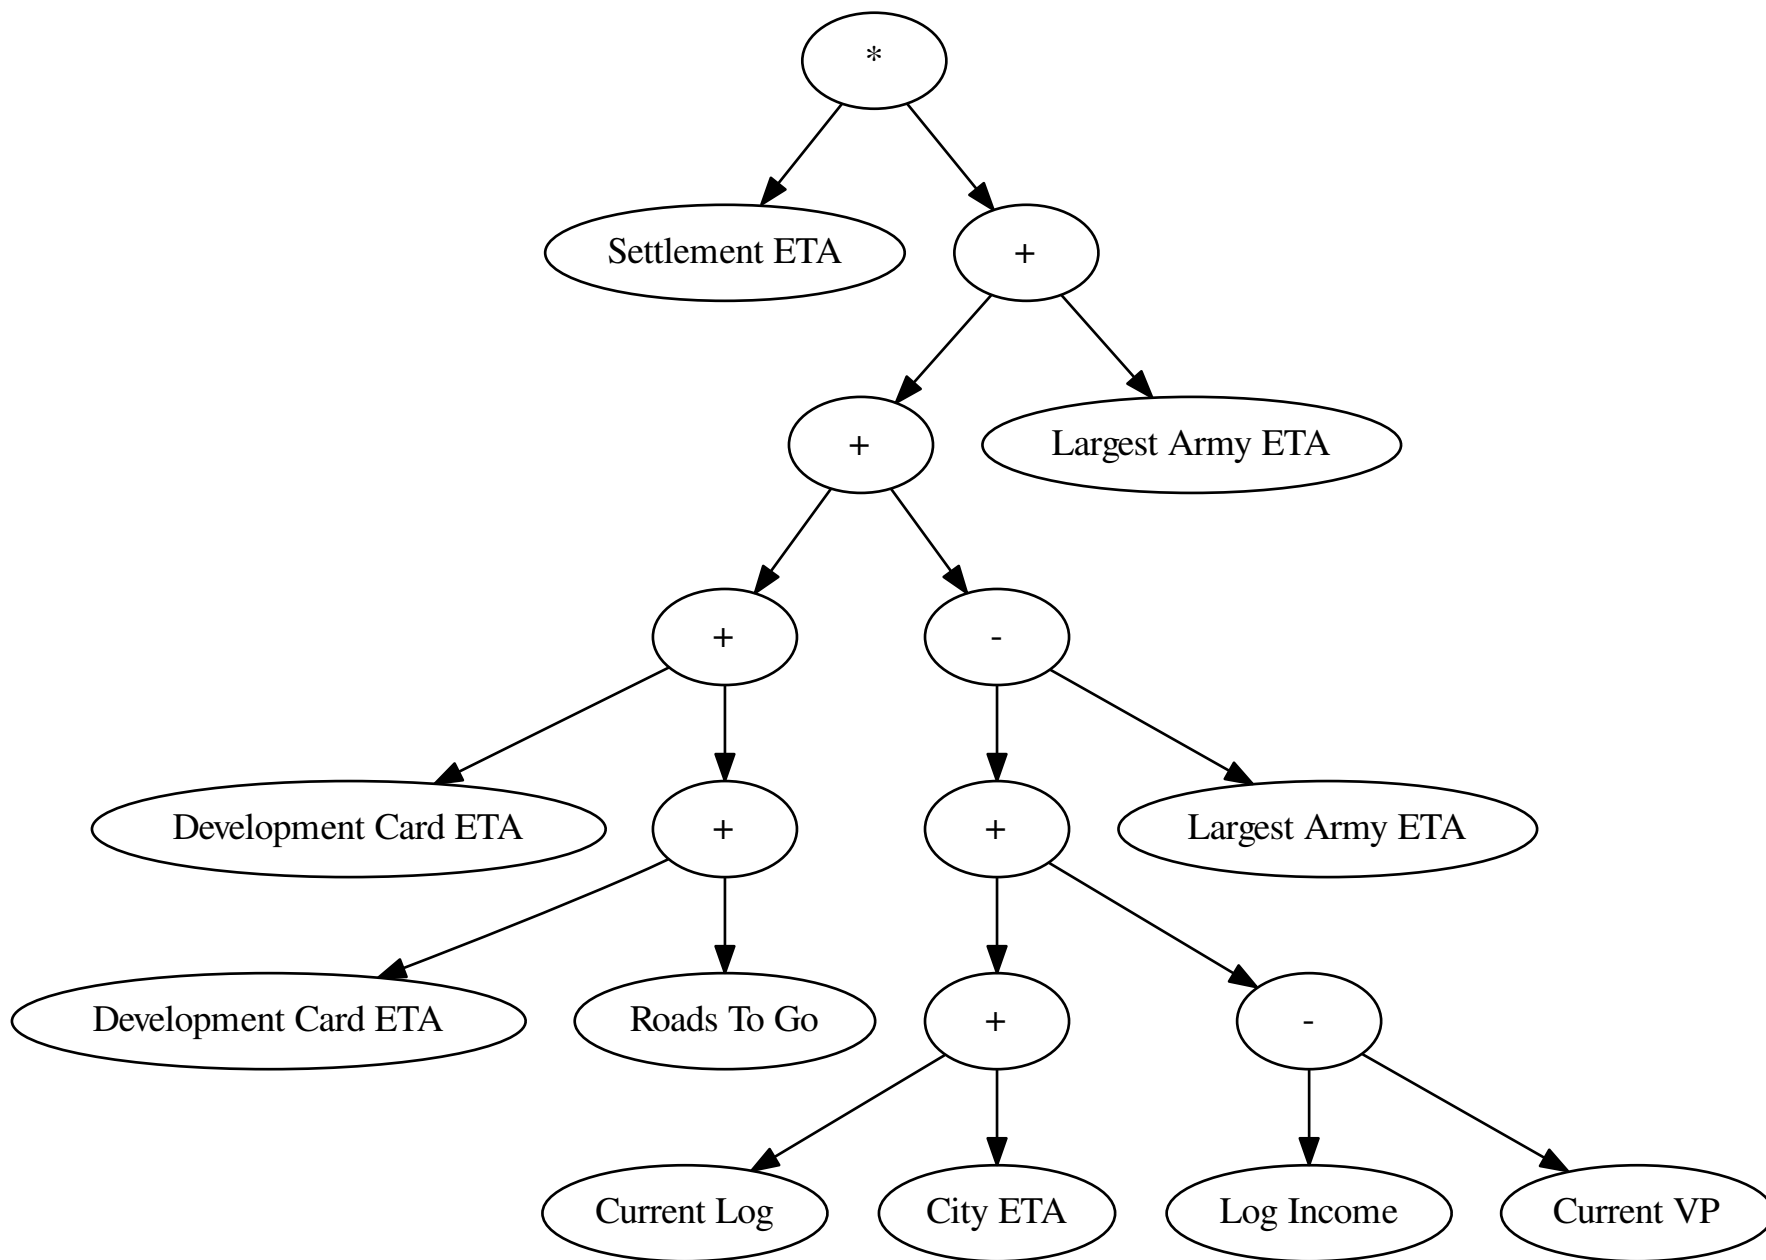 *
Settlement ETA
+
+
Largest Army ETA
+
-
Development Card ETA
+
+
Largest Army ETA
Development Card ETA
Roads To Go
+
-
Current Log
City ETA
Log Income
Current VP